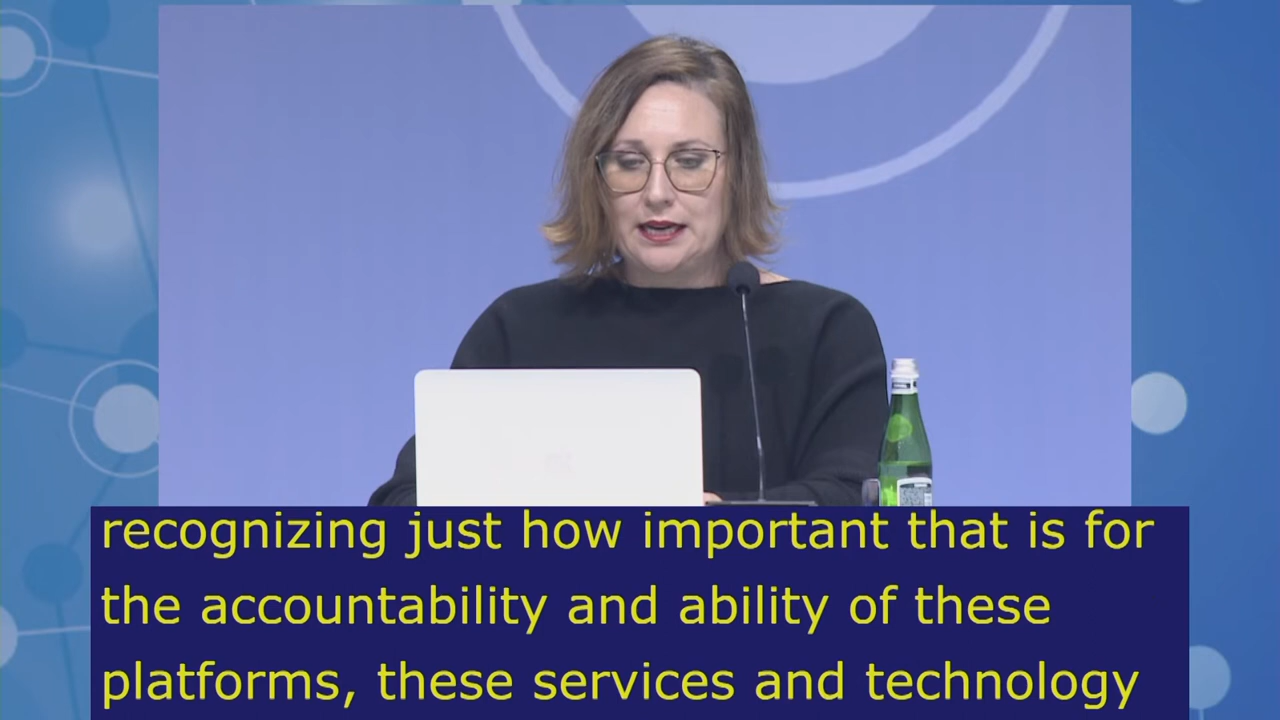 recognizing just how important that is for
the accountability and ability of these
platforms, these services and technology